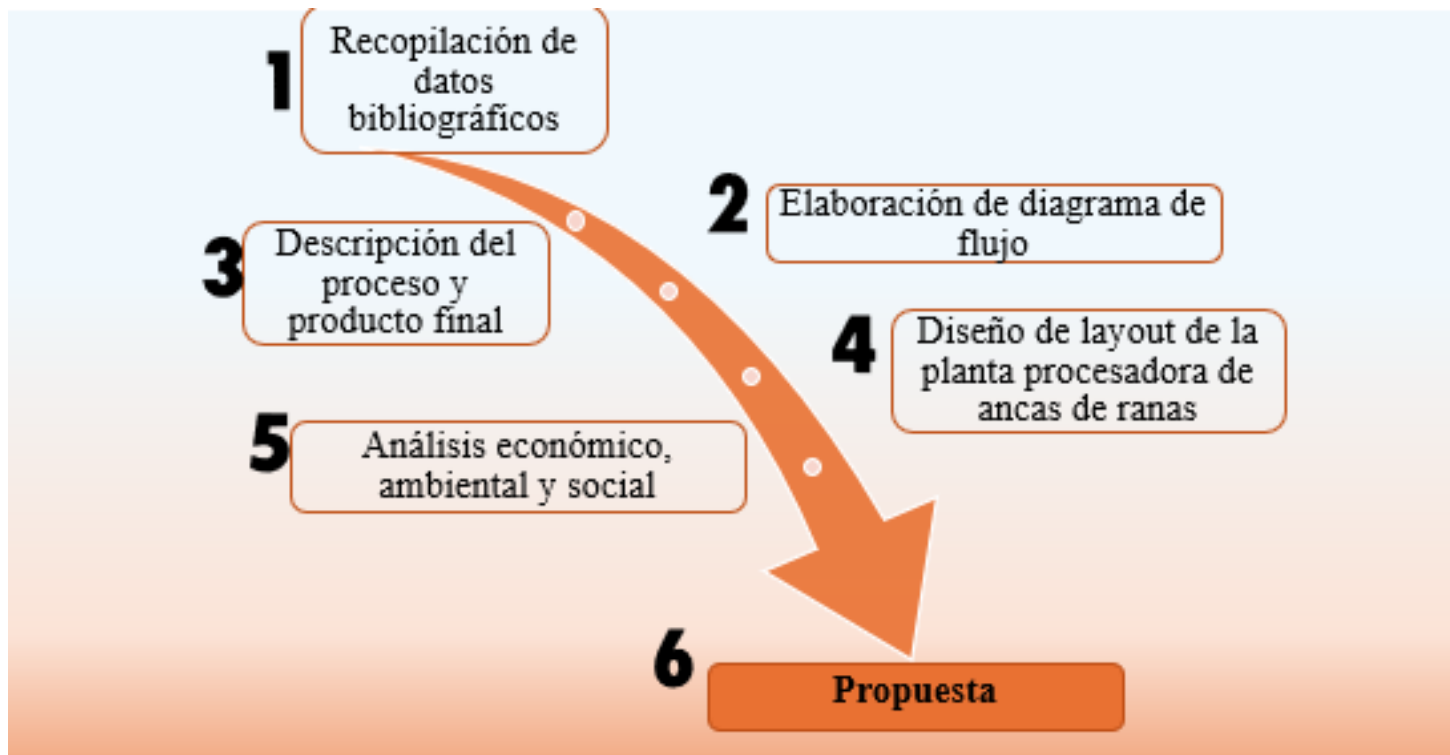 1
Recopilación de
datos
bibliográficos
2
Elaboración de diagrama de
flujo
3
Descripción del
proceso y
producto final
4
Diseño de layout de la
planta procesadora de
ancas de ranas
5
Análisis económico,
ambiental y social
6
Propuesta